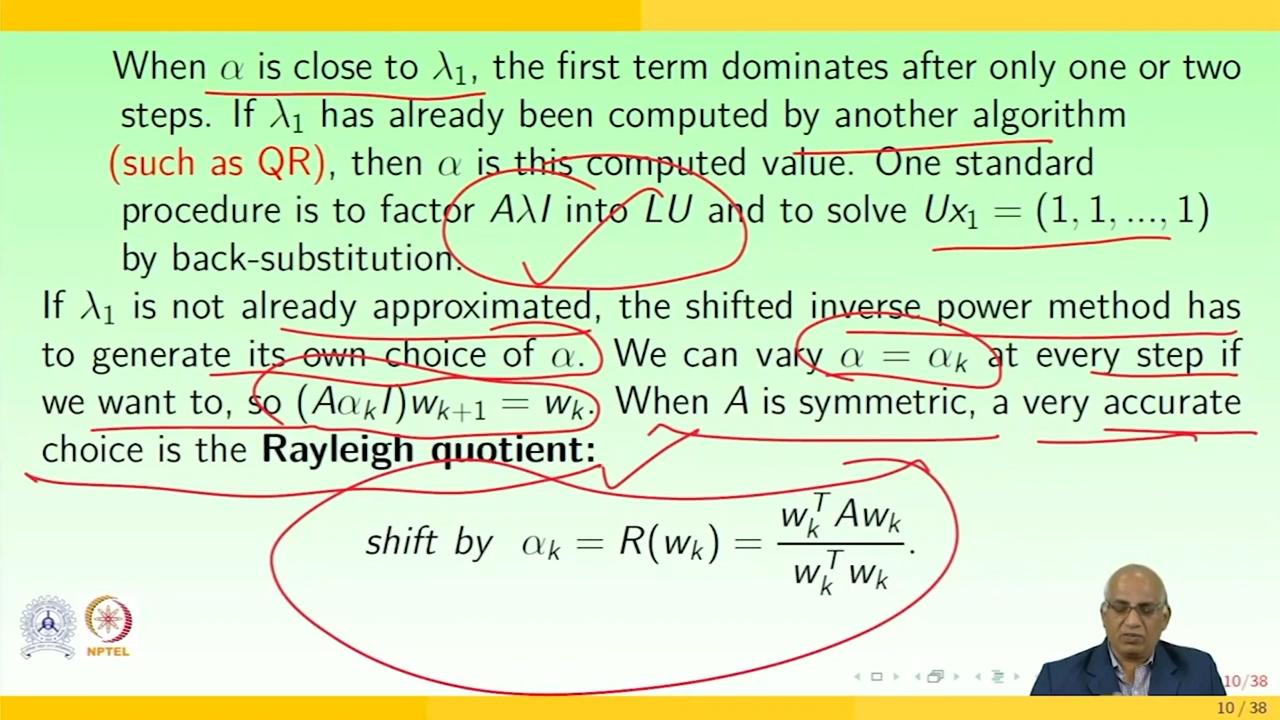 When α is close to λ₁, the first term dominates after only one or two
steps. If λ₁ has already been computed by another algorithm
(such as QR), then α is this computed value. One standard
procedure is to factor AλI into LU and to solve Ux₁ = (1, 1, ..., 1)
by back-substitution.
If λ₁ is not already approximated, the shifted inverse power method has
to generate its own choice of α. We can vary α = αₖ at every step if
we want to, so (AαₖI)wₖ₊₁ = wₖ. When A is symmetric, a very accurate
choice is the Rayleigh quotient:
shift by αₖ = R(wₖ) = wₖᵀAwₖ / wₖᵀwₖ.
NPTEL
10/38
10 / 38